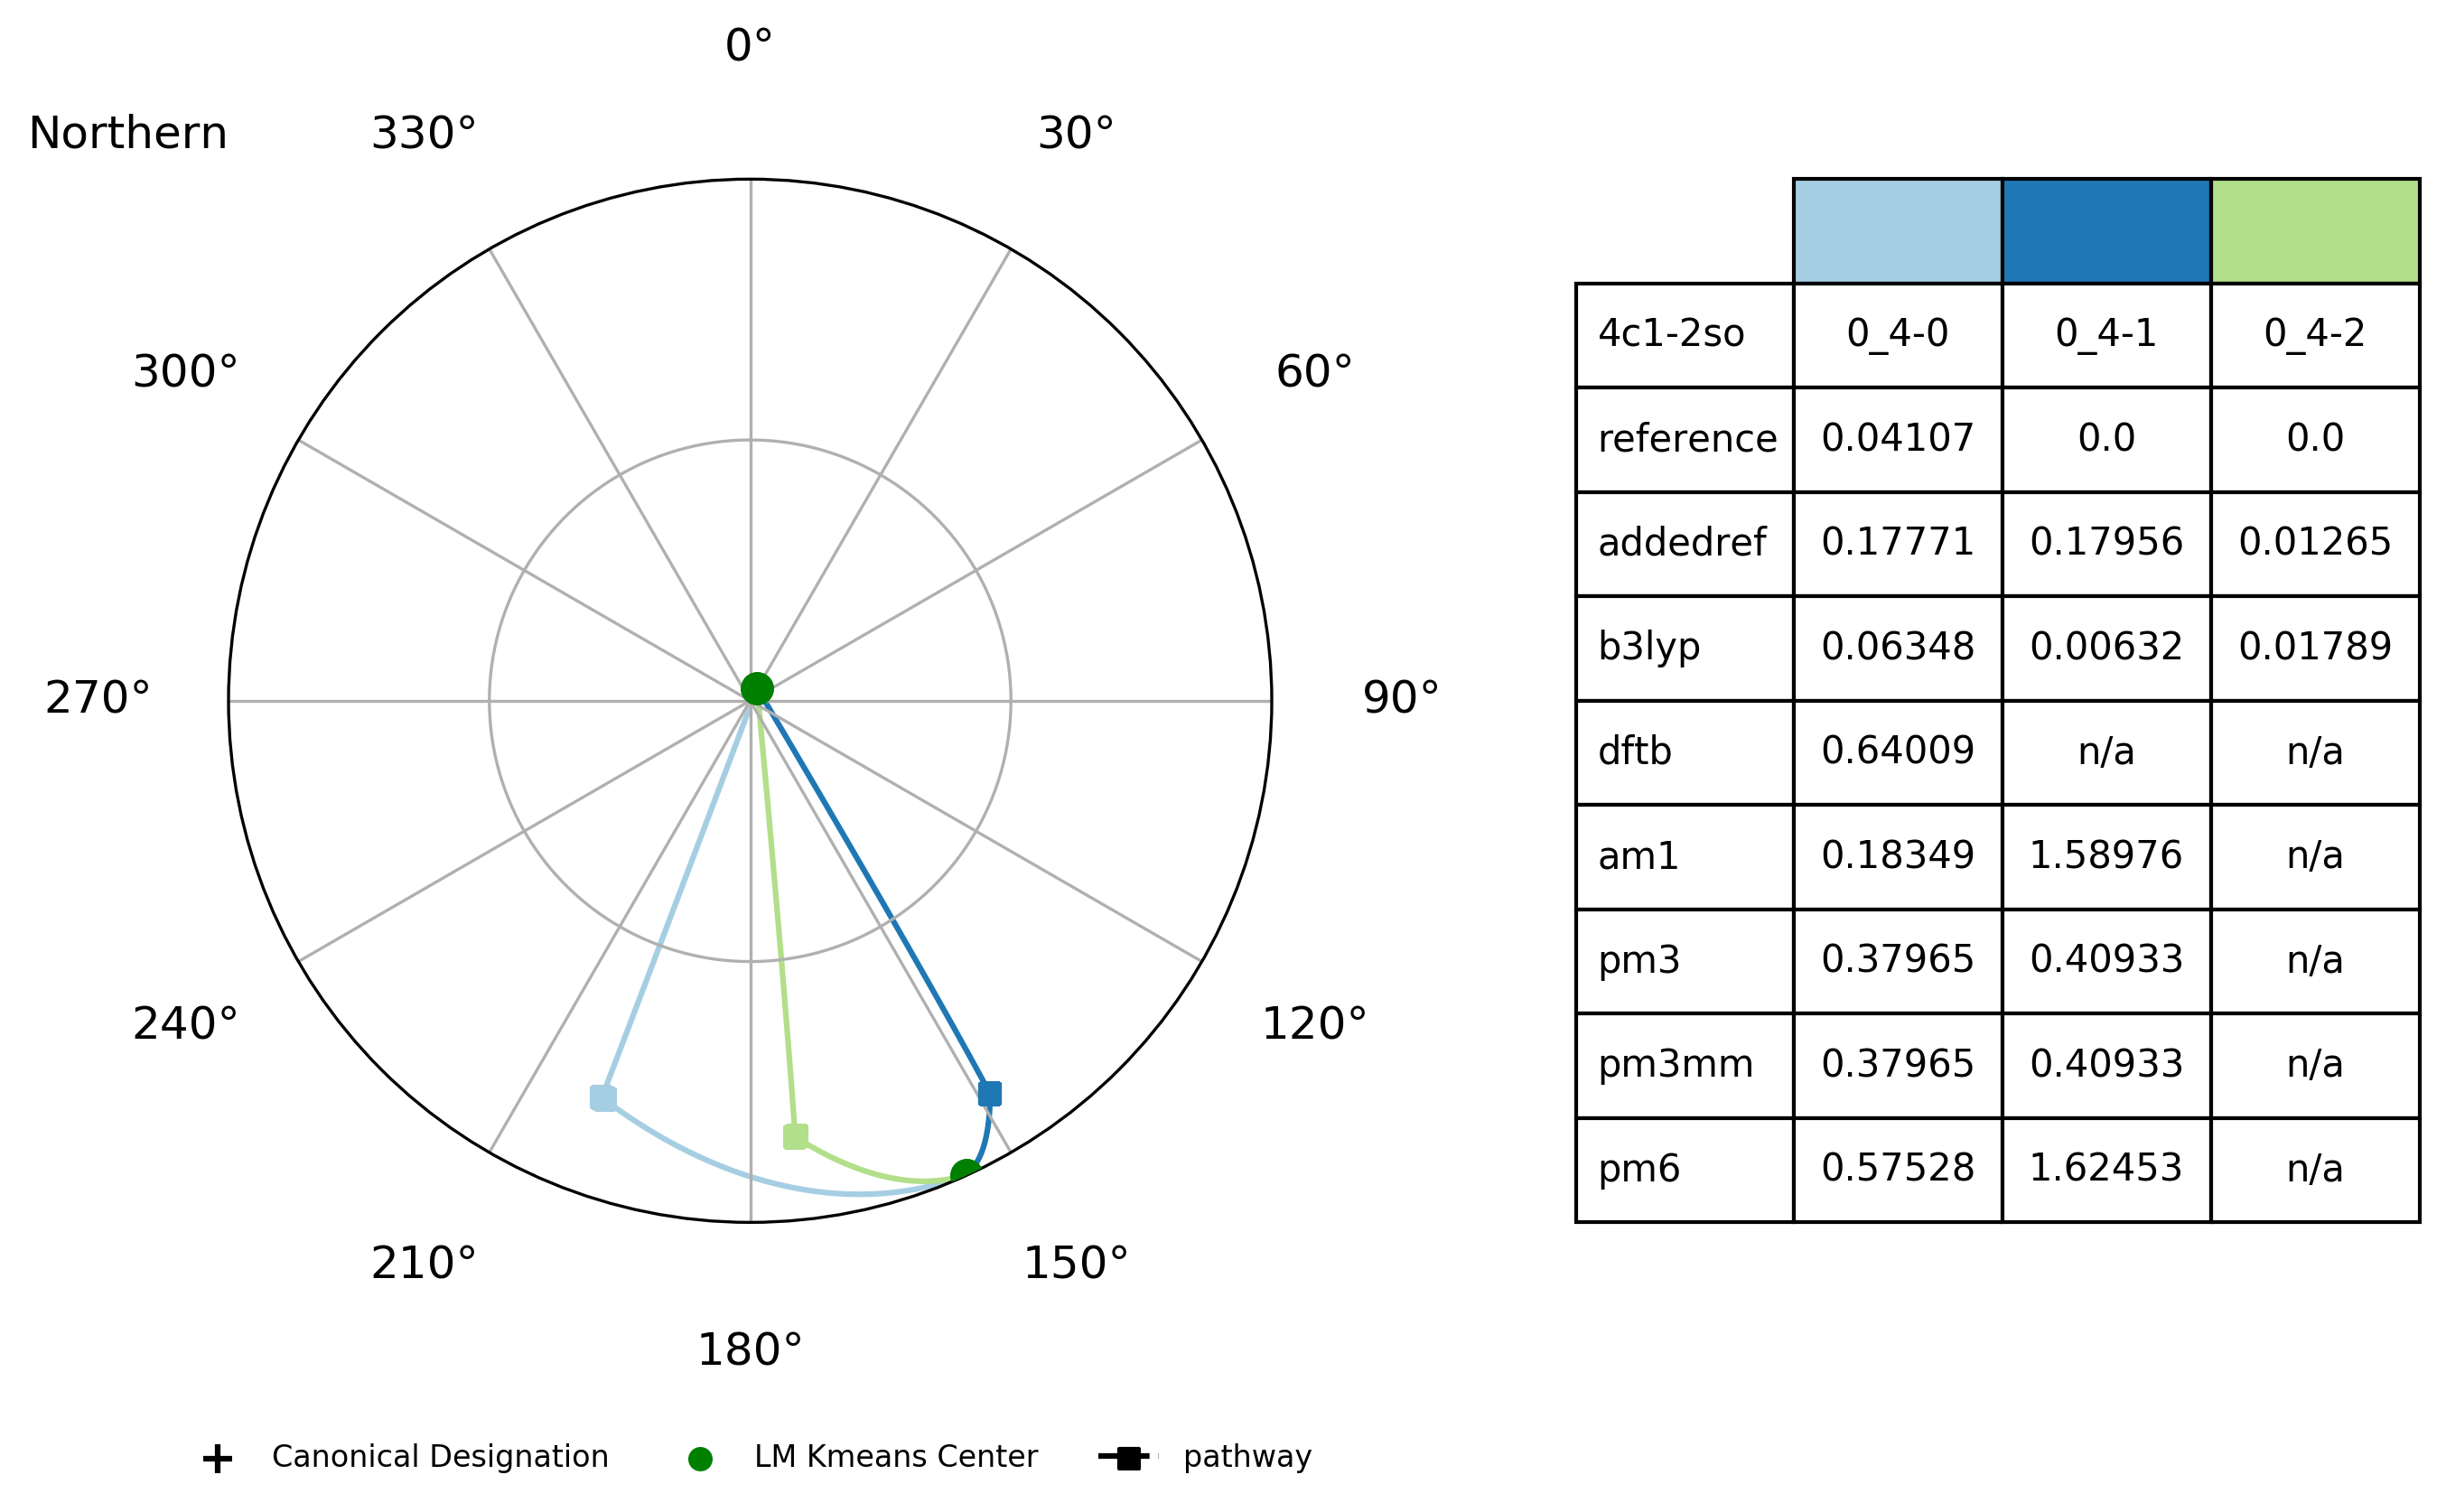 0°
Northern
330°
30°
300°
60°
270°
90°
240°
120°
210°
150°
180°
4c1-2so 0_4-0 0_4-1 0_4-2
reference 0.04107 0.0 0.0
addedref 0.17771 0.17956 0.01265
b3lyp 0.06348 0.00632 0.01789
dftb 0.64009 n/a n/a
am1 0.18349 1.58976 n/a
pm3 0.37965 0.40933 n/a
pm3mm 0.37965 0.40933 n/a
pm6 0.57528 1.62453 n/a
Canonical Designation
LM Kmeans Center
pathway